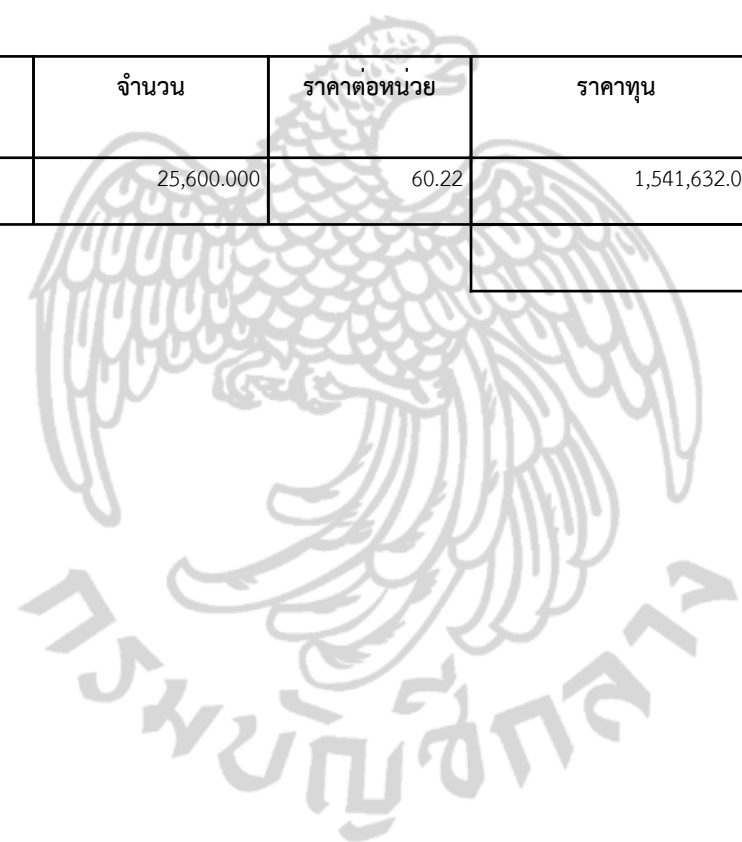 จำนวน ราคาต่อหน่วย ราคาทุน
25,600.000 60.22 1,541,632.0
กรมบัญชีกลาง